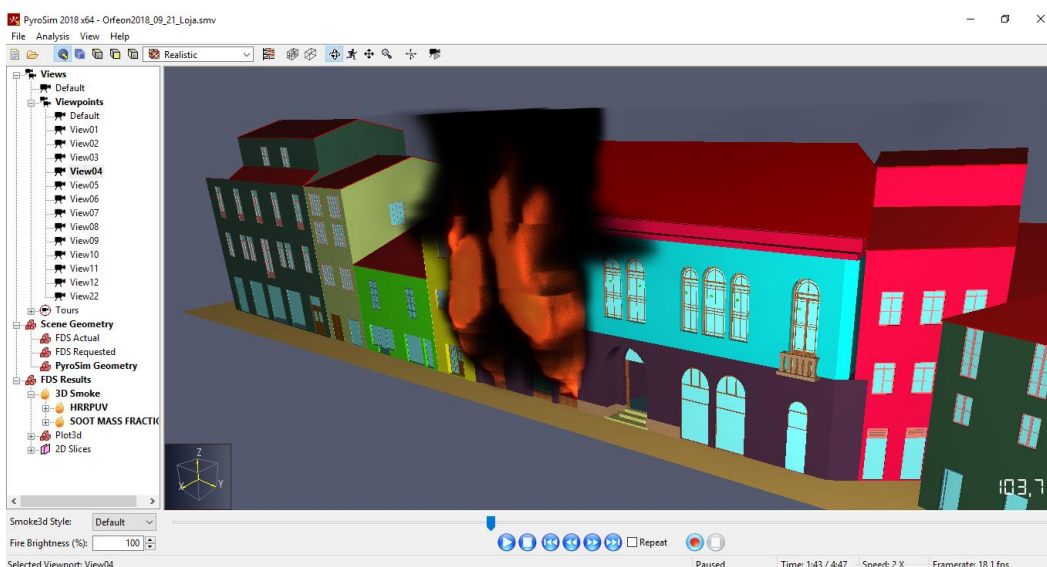 PyroSim 2018 x64 - Orfeon2018_09_21_Loja.smv
File Analysis View Help
Realistic
Views
Default
Viewpoints
Default
View01
View02
View03
View04
View05
View06
View07
View08
View09
View10
View11
View12
View22
Tours
Scene Geometry
FDS Actual
FDS Requested
PyroSim Geometry
FDS Results
3D Smoke
HRRPUV
SOOT MASS FRACTI
Plot3d
2D Slices
Z
X Y
103,7
Smoke3d Style: Default
Fire Brightness (%): 100
Repeat
Selected Viewport: View04 Paused Time: 1:43 / 4:47 Speed: 2 X Framerate: 18.1 fps